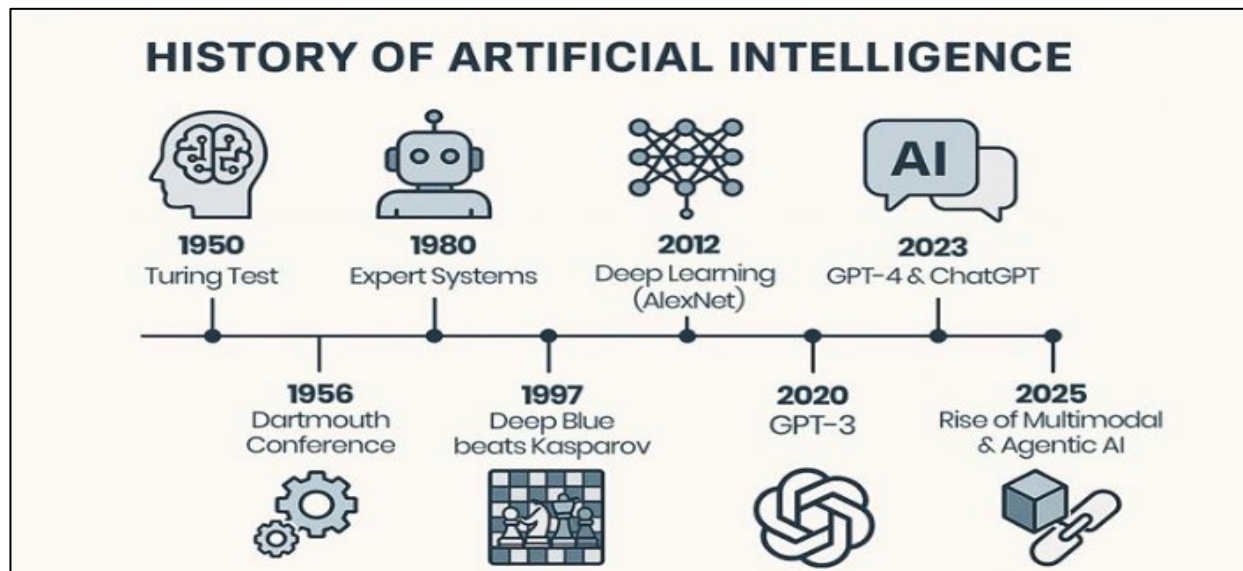 HISTORY OF ARTIFICIAL INTELLIGENCE
AI
1950
Turing Test
1980
Expert Systems
2012
Deep Learning
(AlexNet)
2023
GPT-4 & ChatGPT
1956
Dartmouth
Conference
1997
Deep Blue
beats Kasparov
2020
GPT-3
2025
Rise of Multimodal
& Agentic AI